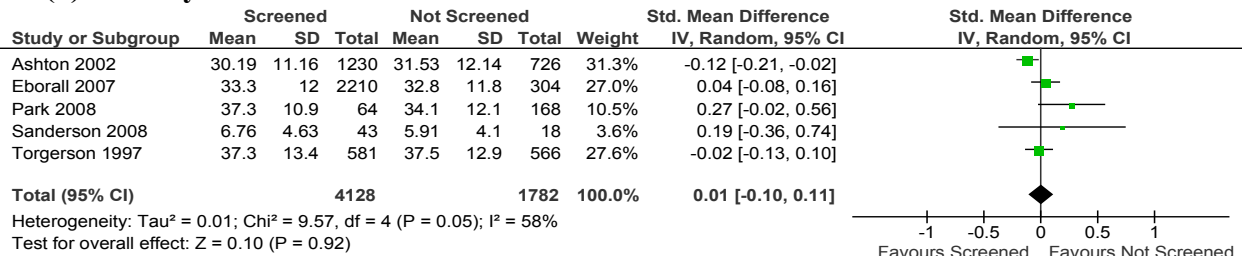 Screened Not Screened Std. Mean Difference Std. Mean Difference
Study or Subgroup Mean SD Total Mean SD Total Weight IV, Random, 95% CI IV, Random, 95% CI
Ashton 2002 30.19 11.16 1230 31.53 12.14 726 31.3% -0.12 [-0.21, -0.02]
Eborall 2007 33.3 12 2210 32.8 11.8 304 27.0% 0.04 [-0.08, 0.16]
Park 2008 37.3 10.9 64 34.1 12.1 168 10.5% 0.27 [-0.02, 0.56]
Sanderson 2008 6.76 4.63 43 5.91 4.1 18 3.6% 0.19 [-0.36, 0.74]
Torgerson 1997 37.3 13.4 581 37.5 12.9 566 27.6% -0.02 [-0.13, 0.10]
Total (95% CI) 4128 1782 100.0% 0.01 [-0.10, 0.11]
Heterogeneity: Tau² = 0.01; Chi² = 9.57, df = 4 (P = 0.05); I² = 58%
Test for overall effect: Z = 0.10 (P = 0.92)
-1 -0.5 0 0.5 1
Favours Screened Favours Not Screened